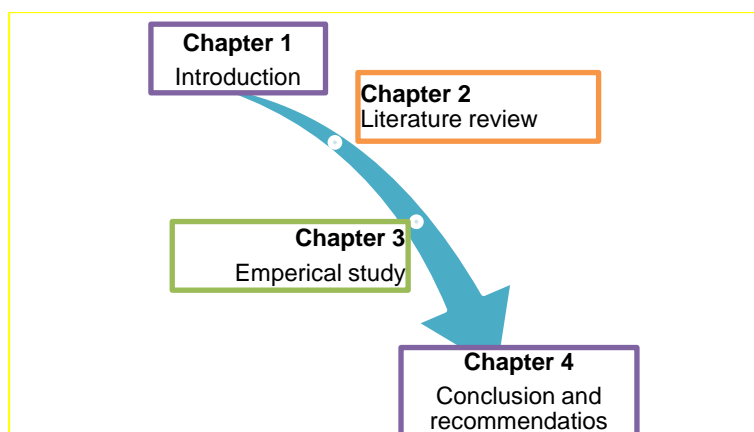 Chapter 1
Introduction
Chapter 2
Literature review
Chapter 3
Emperical study
Chapter 4
Conclusion and
recommendatios